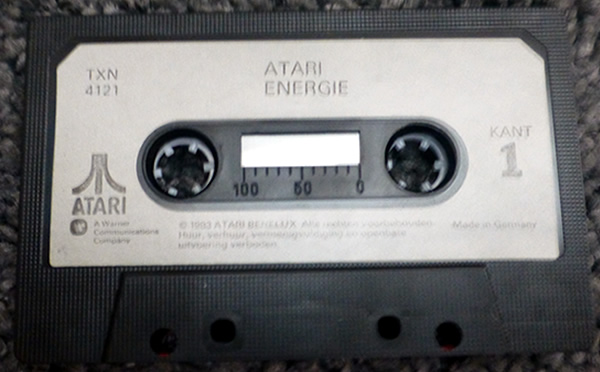 TXN
4121
ATARI
ENERGIE
KANT
1
100 50 0
ATARI
A Warner
Communications
Company
© 1983 ATARI BENELUX. Alle rechten voorbehouden.
Huur, verhuur, vermenigvuldiging en openbare
uitvoering verboden.
Made in Germany